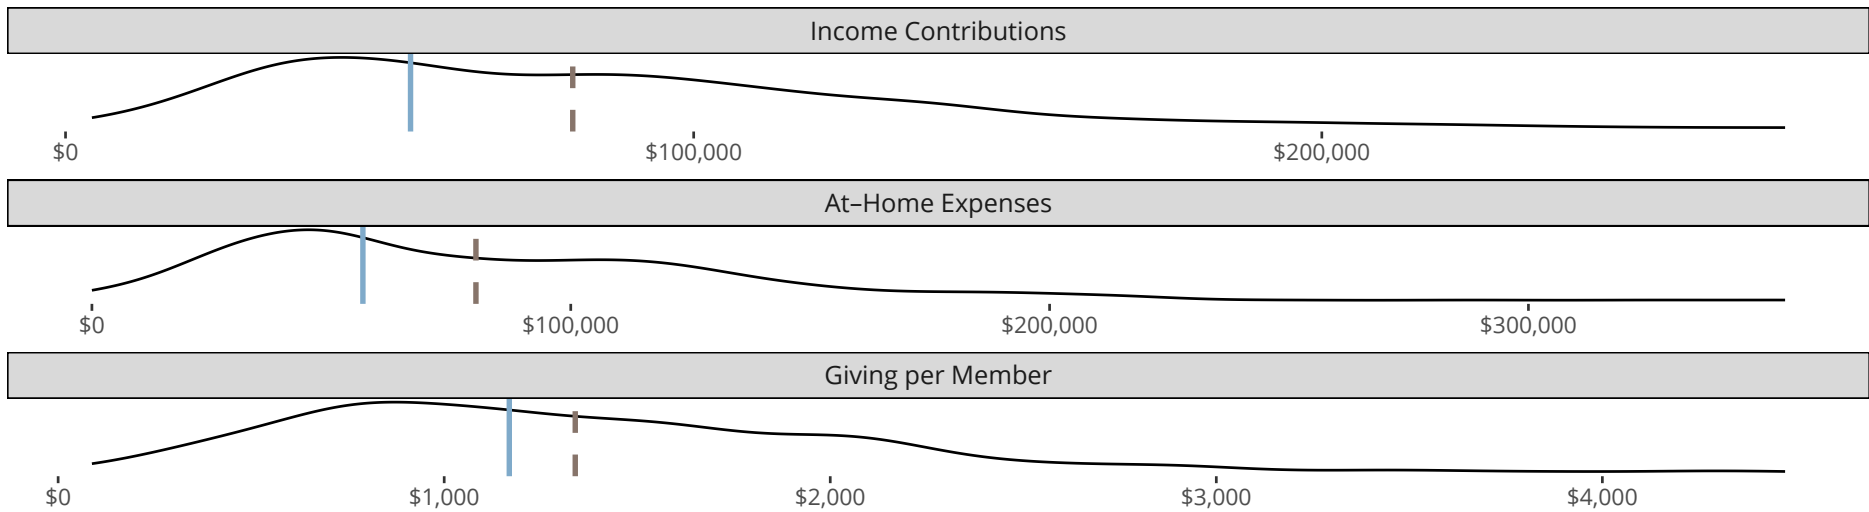 Income Contributions
$0 $100,000 $200,000
At–Home Expenses
$0 $100,000 $200,000 $300,000
Giving per Member
$0 $1,000 $2,000 $3,000 $4,000